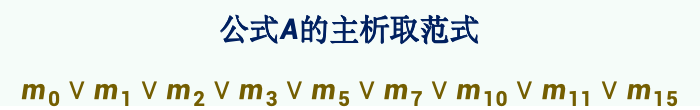 公式A的主析取范式
m₀ ∨ m₁ ∨ m₂ ∨ m₃ ∨ m₅ ∨ m₇ ∨ m₁₀ ∨ m₁₁ ∨ m₁₅